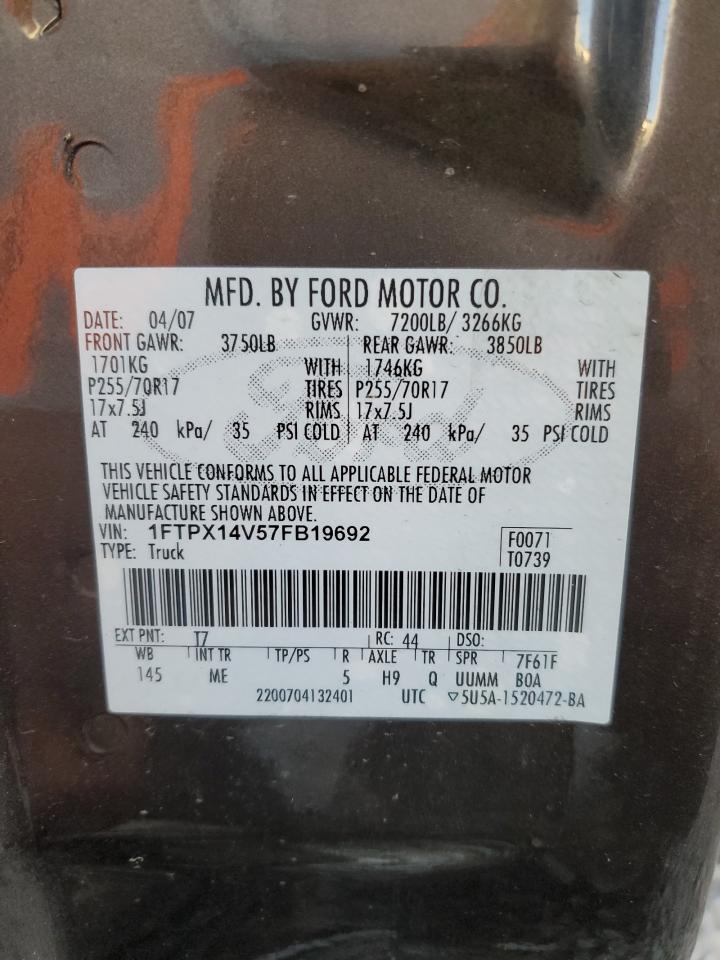 MFD. BY FORD MOTOR CO.
DATE: 04/07 GVWR: 7200LB/ 3266KG
FRONT GAWR: 3750LB REAR GAWR: 3850LB
1701KG WITH 1746KG WITH
P255/70R17 TIRES P255/70R17 TIRES
17x7.5J RIMS 17x7.5J RIMS
AT 240 kPa/ 35 PSI COLD AT 240 kPa/ 35 PSI COLD
THIS VEHICLE CONFORMS TO ALL APPLICABLE FEDERAL MOTOR
VEHICLE SAFETY STANDARDS IN EFFECT ON THE DATE OF
MANUFACTURE SHOWN ABOVE.
VIN: 1FTPX14V57FB19692 F0071
TYPE: Truck T0739
EXT PNT: T7 RC: 44 DSO:
WB INT TR TP/PS R AXLE TR SPR 7F61F
145 ME 5 H9 Q UUMM BOA
2200704132401 UTC ▽5U5A-1520472-BA
Ford